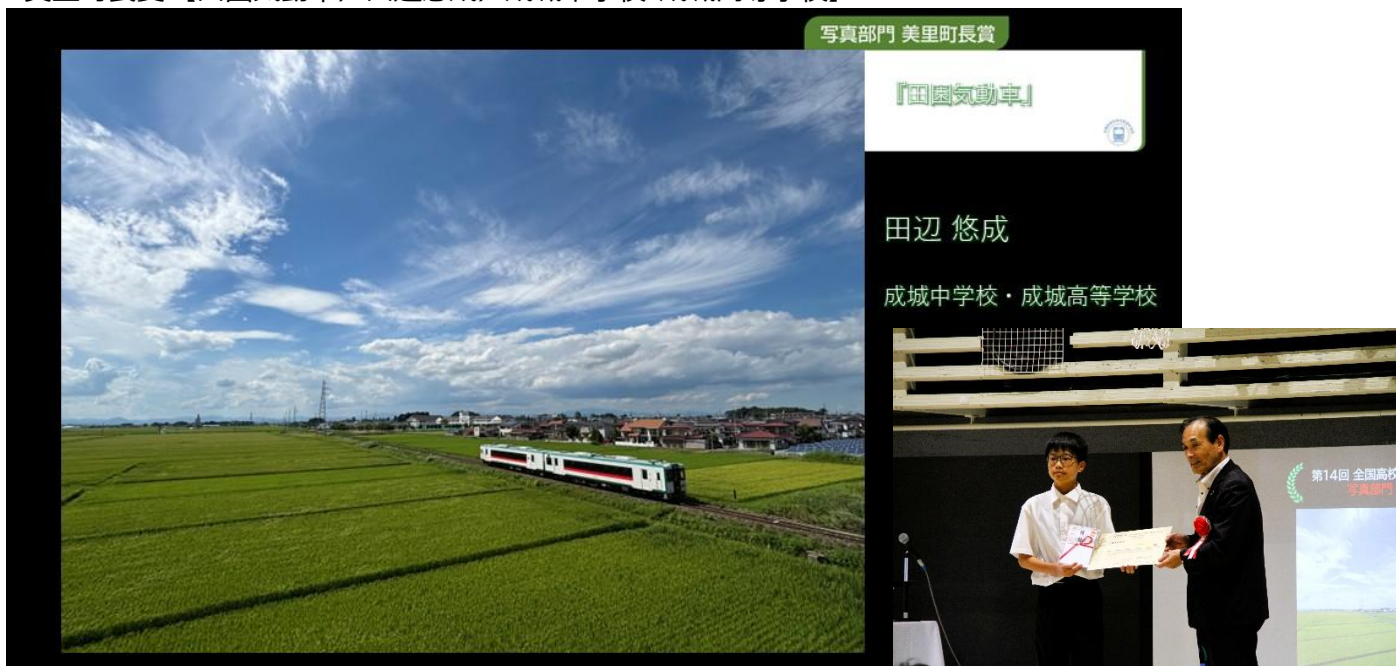 写真部門 美里町長賞
『田園気動車』
田辺 悠成
成城中学校・成城高等学校
第14回 全国高校
写真部門